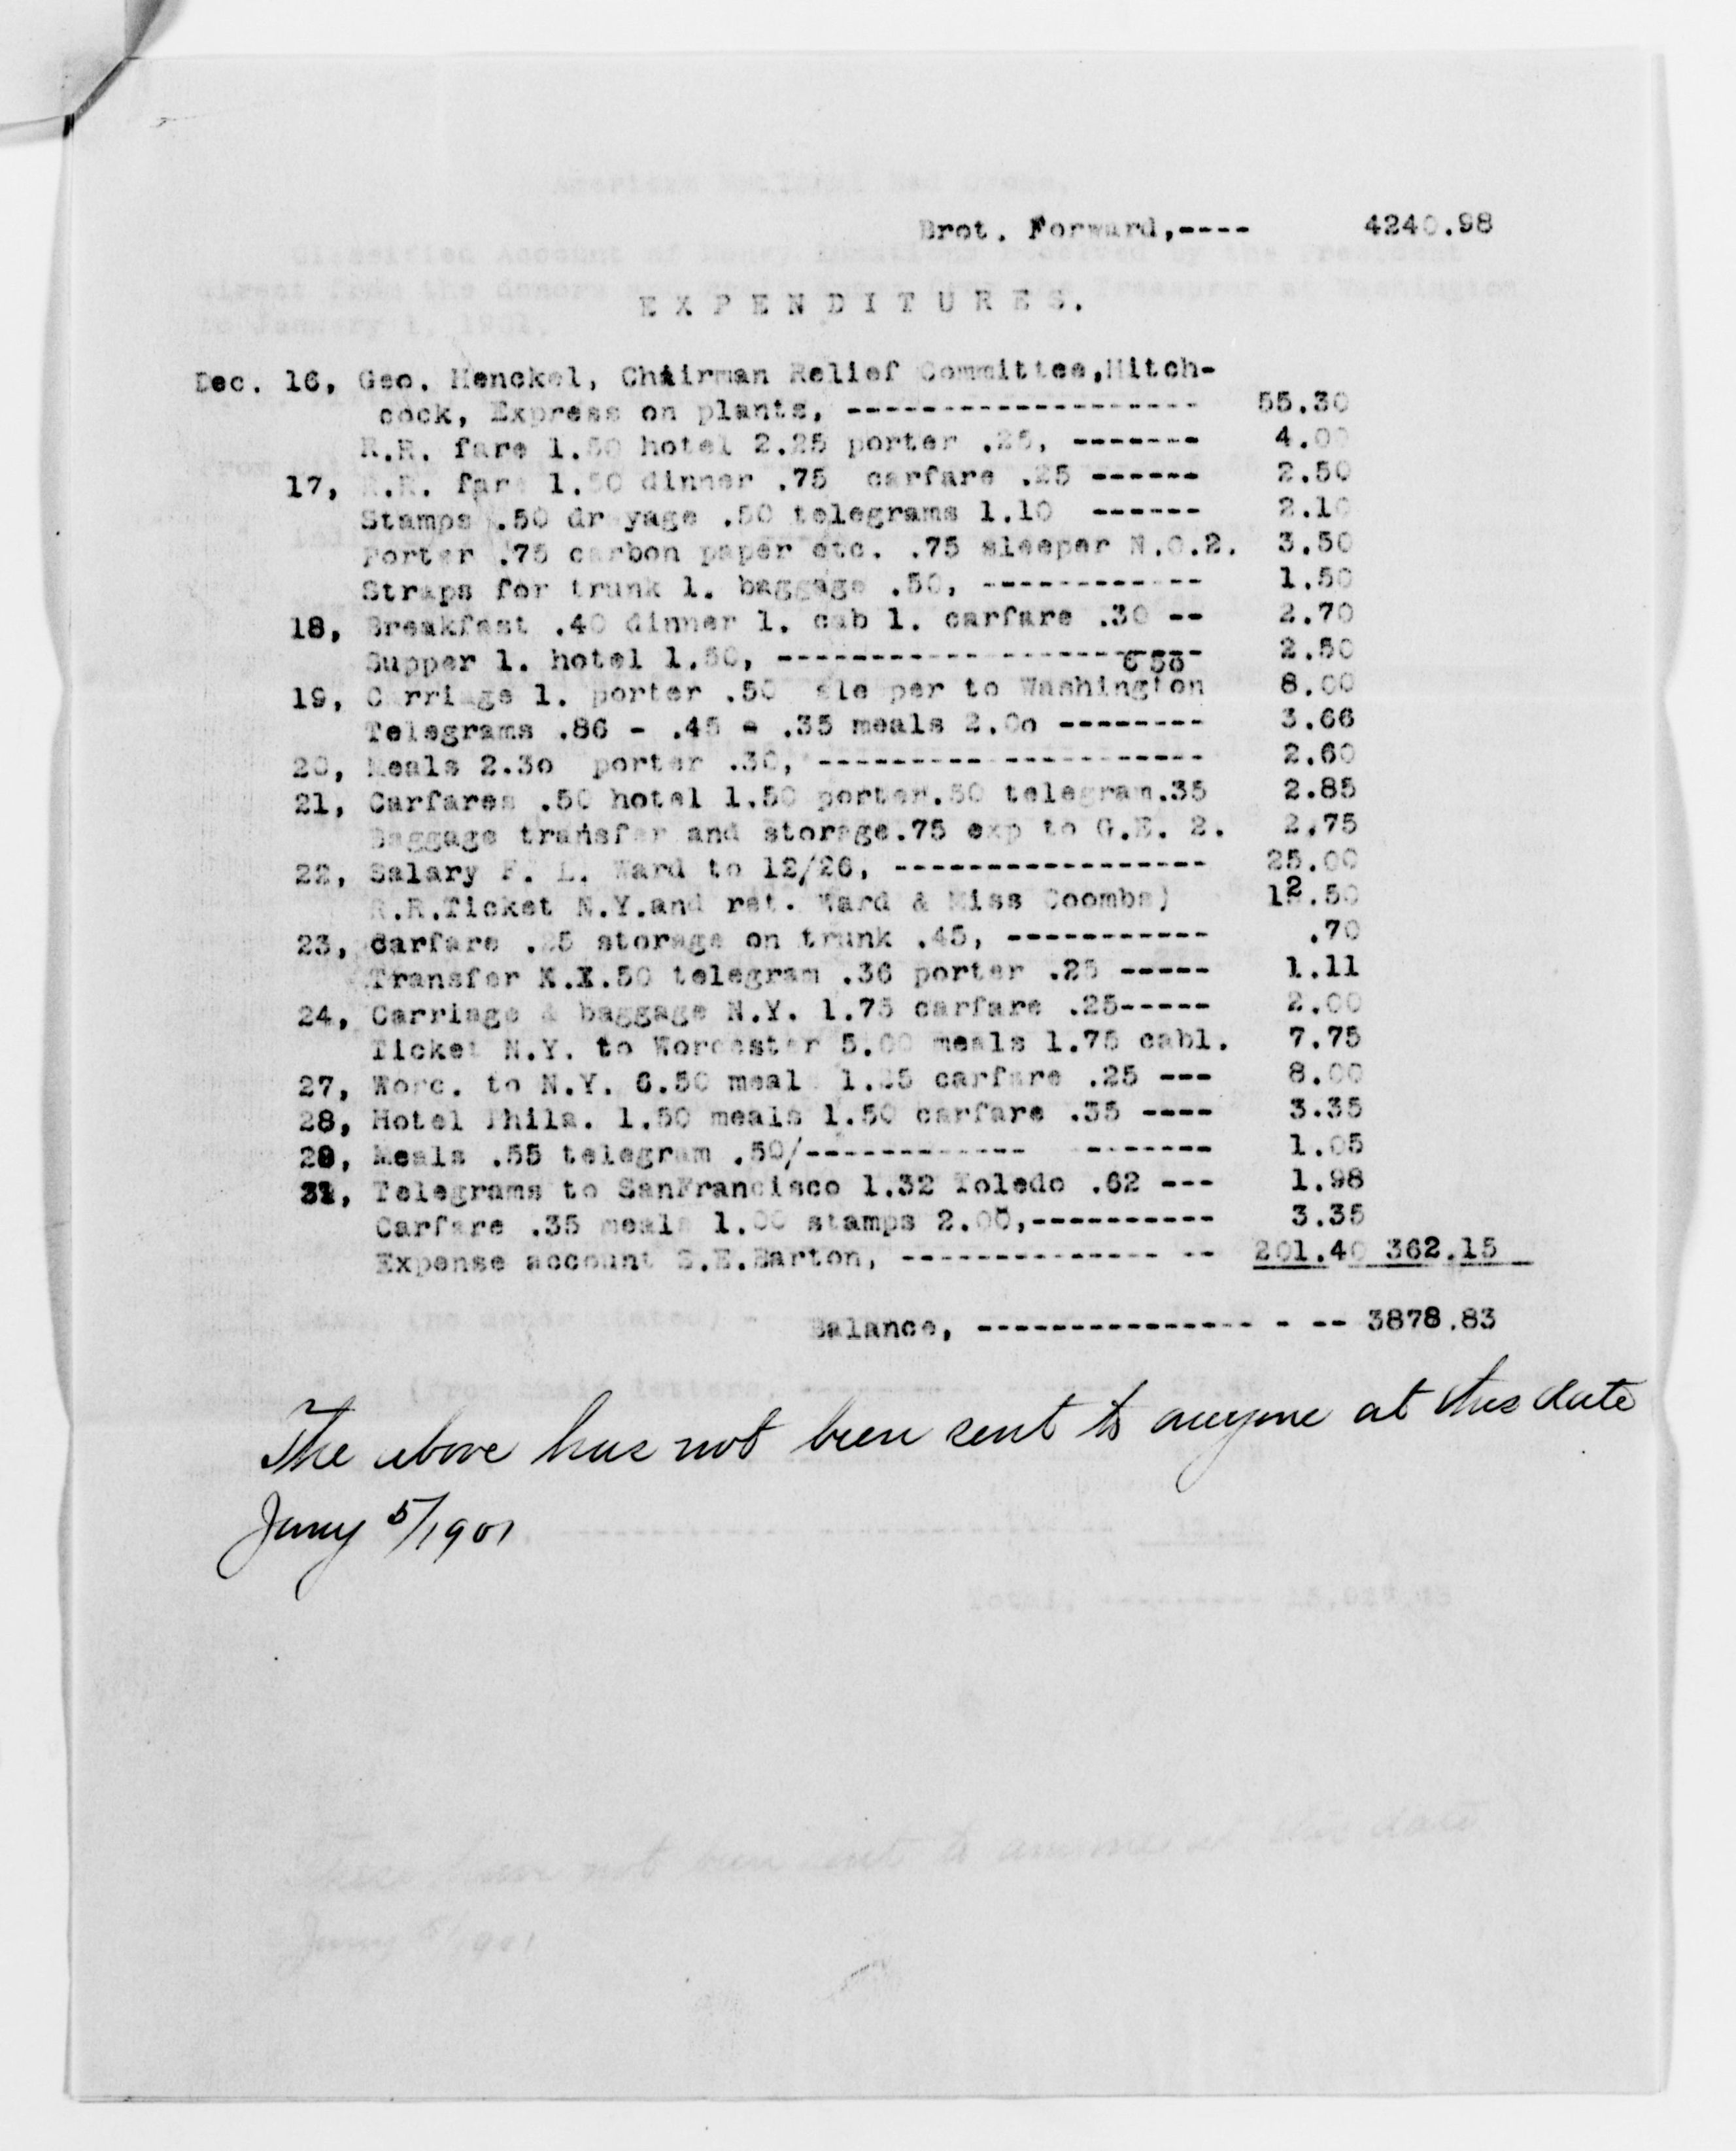 Brot. Forward,---- 4240.98
E X P E N D I T U R E S.
Dec. 16, Geo. Henckel, Chairman Relief Committee,Hitch-
cock, Express on plants, ------------------- 55.30
R.R. fare 1.50 hotel 2.25 porter .25, ------- 4.00
17, R.R. fare 1.50 dinner .75 carfare .25 ------ 2.50
Stamps .50 drayage .50 telegrams 1.10 ------ 2.10
Porter .75 carbon paper etc. .75 sleeper N.O.2. 3.50
Straps for trunk 1. baggage .50, ------------ 1.50
18, Breakfast .40 dinner 1. cab 1. carfare .30 -- 2.70
Supper 1. hotel 1.50, ----------------------- 2.50
6 50
19, Carriage 1. porter .50 sleeper to Washington 8.00
Telegrams .86 - .45 - .35 meals 2.0o -------- 3.66
20, Meals 2.3o porter .30, --------------------- 2.60
21, Carfares .50 hotel 1.50 porter.50 telegram.35 2.85
Baggage transfer and storage.75 exp to G.E. 2. 2.75
22, Salary F. L. Ward to 12/26, ----------------- 25.00
R.R.Ticket N.Y.and ret. Ward & Miss Coombs) 12.50
23, Carfare .25 storage on trunk .45, ----------- .70
Transfer .50 telegram .36 porter .25 ----- 1.11
24, Carriage & baggage N.Y. 1.75 carfare .25----- 2.00
Ticket N.Y. to Worcester 5.00 meals 1.75 cab1. 7.75
27, Worc. to N.Y. 6.50 meal 1.25 carfare .25 --- 8.00
28, Hotel Phila. 1.50 meals 1.50 carfare .35 ---- 3.35
29, Meals .55 telegram .50/------------ ------- 1.05
31, Telegrams to SanFrancisco 1.32 Toledo .62 --- 1.98
Carfare .35 meals 1.00 stamps 2.00,---------- 3.35
Expense account S.E.Barton, -------------- -- 201.40 362.15
Balance, --------------- - -- 3878.83
The above has not been sent to anyone at this date
Jany 5/1901